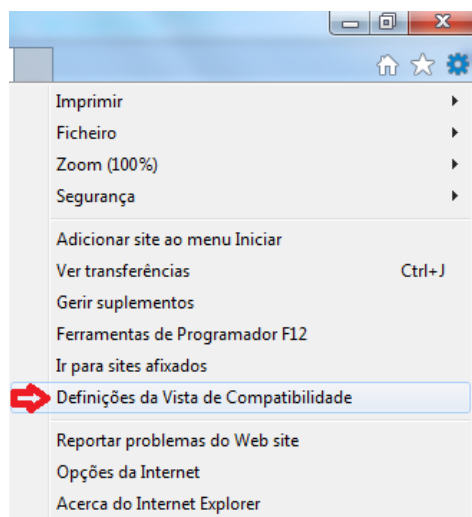 Imprimir
Ficheiro
Zoom (100%)
Segurança
Adicionar site ao menu Iniciar
Ver transferências Ctrl+J
Gerir suplementos
Ferramentas de Programador F12
Ir para sites afixados
Definições da Vista de Compatibilidade
Reportar problemas do Web site
Opções da Internet
Acerca do Internet Explorer